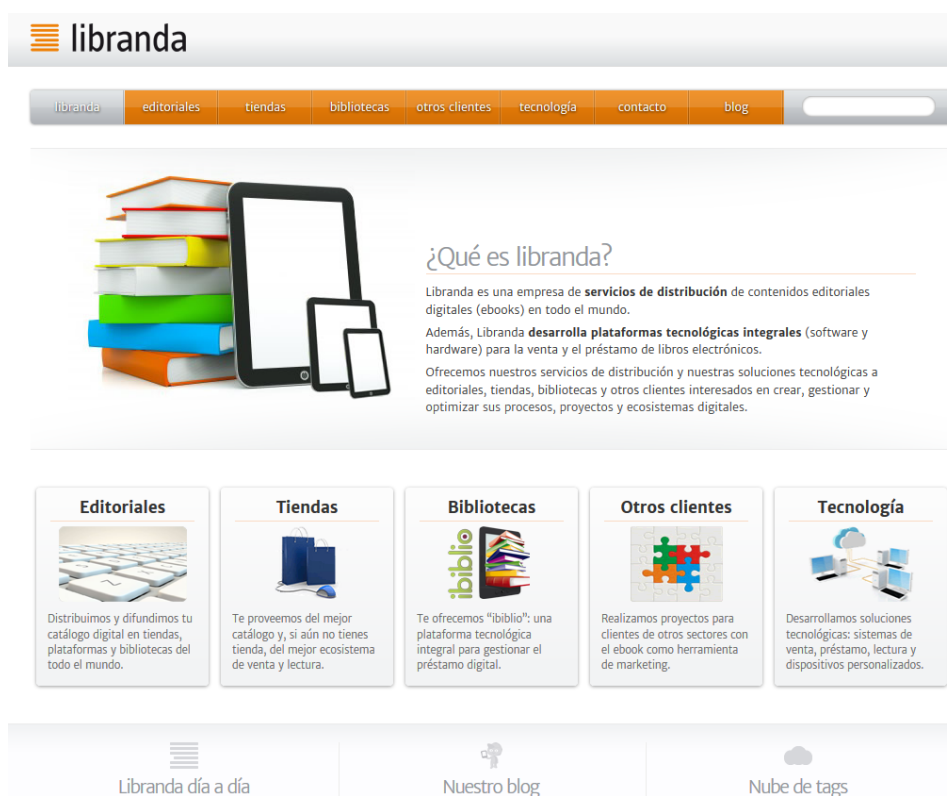 libranda
libranda editoriales tiendas bibliotecas otros clientes tecnología contacto blog
¿Qué es libranda?
Libranda es una empresa de servicios de distribución de contenidos editoriales
digitales (ebooks) en todo el mundo.
Además, Libranda desarrolla plataformas tecnológicas integrales (software y
hardware) para la venta y el préstamo de libros electrónicos.
Ofrecemos nuestros servicios de distribución y nuestras soluciones tecnológicas a
editoriales, tiendas, bibliotecas y otros clientes interesados en crear, gestionar y
optimizar sus procesos, proyectos y ecosistemas digitales.
Editoriales
Distribuimos y difundimos tu
catálogo digital en tiendas,
plataformas y bibliotecas del
todo el mundo.
Tiendas
Te proveemos del mejor
catálogo y, si aún no tienes
tienda, del mejor ecosistema
de venta y lectura.
Bibliotecas
ibiblio
Te ofrecemos “ibiblio”: una
plataforma tecnológica
integral para gestionar el
préstamo digital.
Otros clientes
Realizamos proyectos para
clientes de otros sectores con
el ebook como herramienta
de marketing.
Tecnología
Desarrollamos soluciones
tecnológicas: sistemas de
venta, préstamo, lectura y
dispositivos personalizados.
Libranda día a día
Nuestro blog
Nube de tags